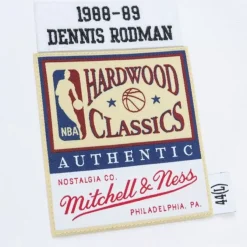 1988-89
DENNIS RODMAN
HARDWOOD
CLASSICS
NBA
AUTHENTIC
NOSTALGIA CO.
Mitchell & Ness
PHILADELPHIA, PA.
44(L)